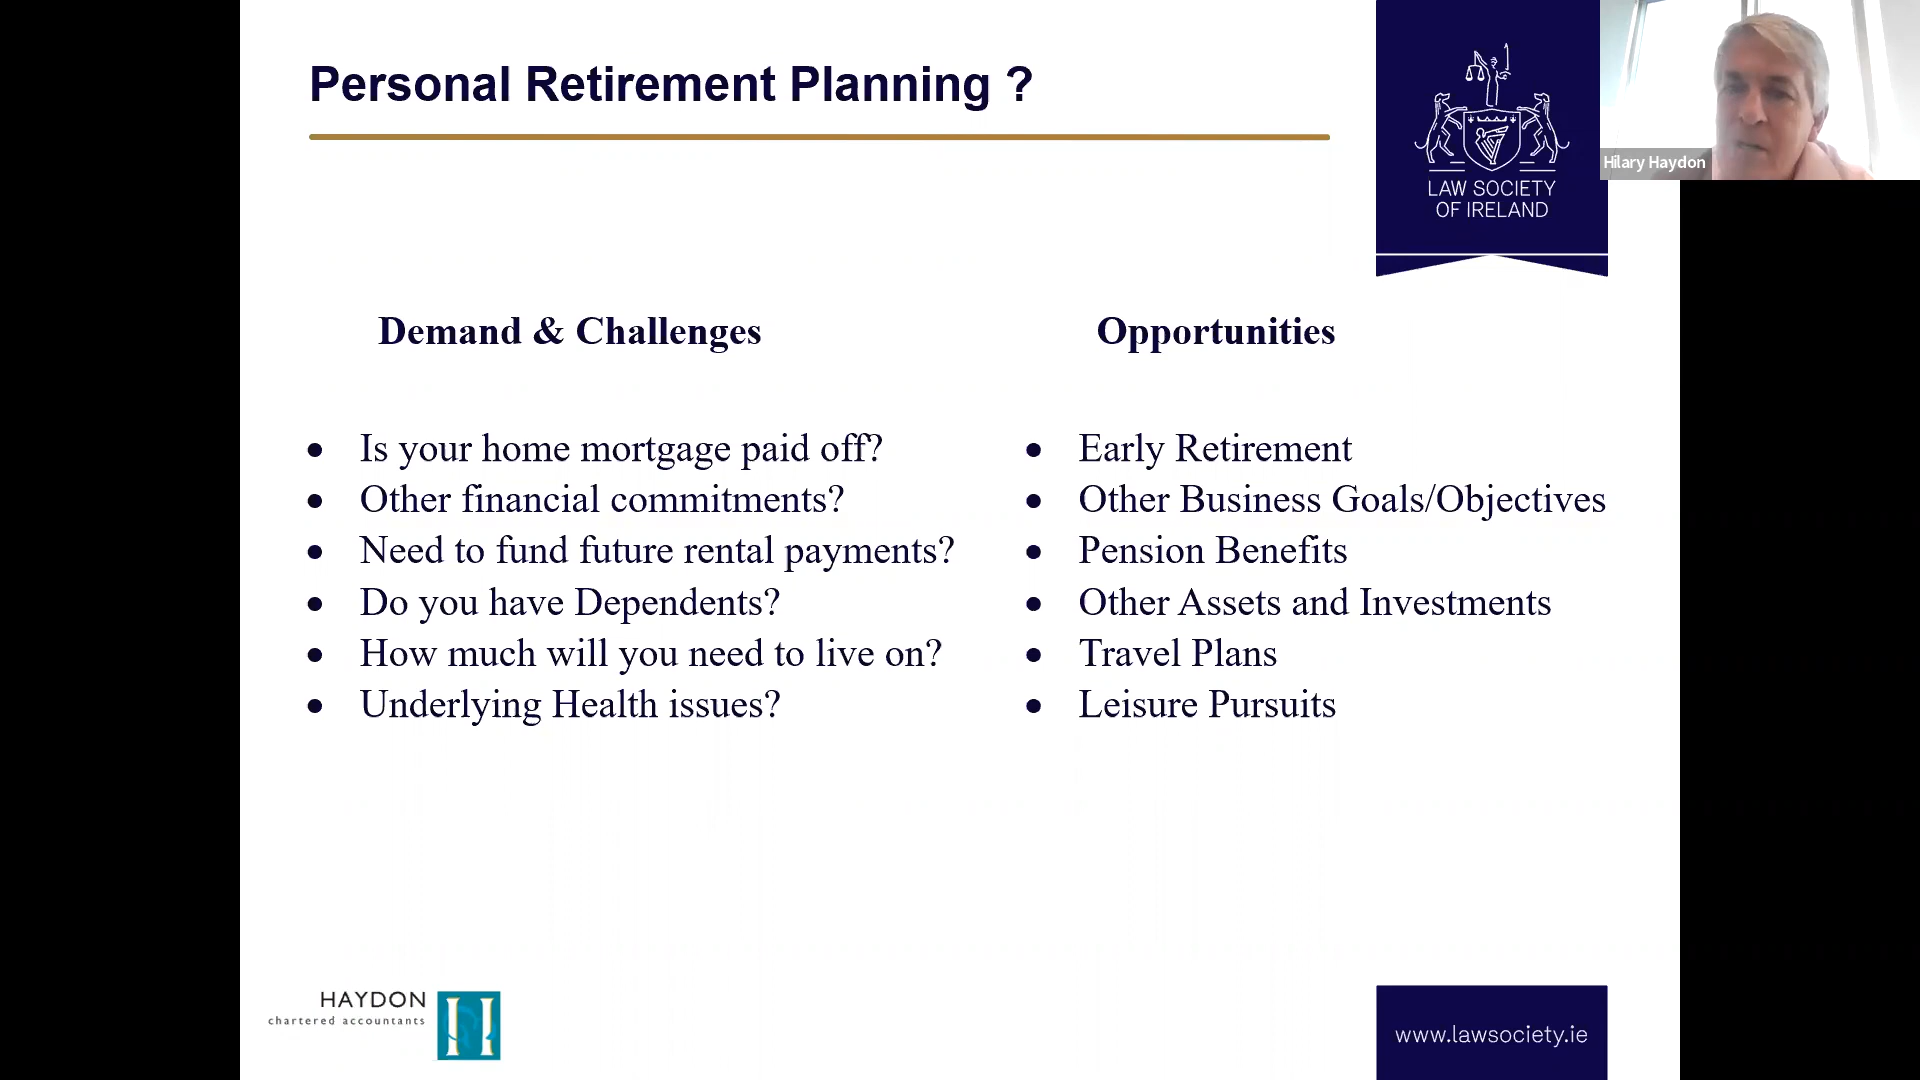 Personal Retirement Planning ?
LAW SOCIETY
OF IRELAND
Hilary Haydon
Demand & Challenges
• Is your home mortgage paid off?
• Other financial commitments?
• Need to fund future rental payments?
• Do you have Dependents?
• How much will you need to live on?
• Underlying Health issues?
Opportunities
• Early Retirement
• Other Business Goals/Objectives
• Pension Benefits
• Other Assets and Investments
• Travel Plans
• Leisure Pursuits
HAYDON
chartered accountants
H
www.lawsociety.ie